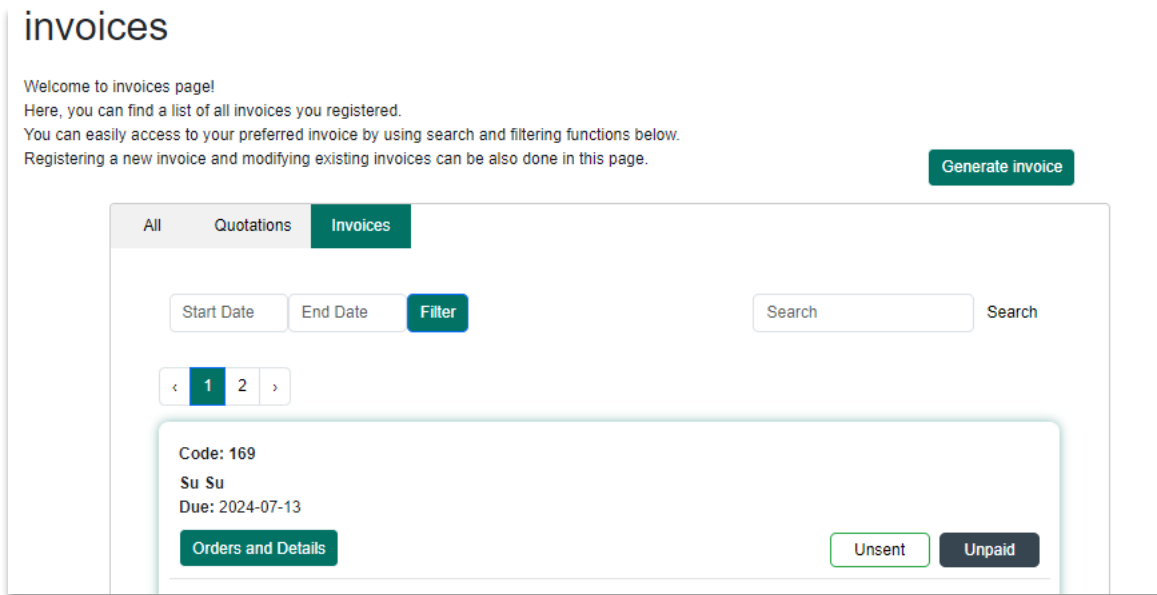 invoices
Welcome to invoices page!
Here, you can find a list of all invoices you registered.
You can easily access to your preferred invoice by using search and filtering functions below.
Registering a new invoice and modifying existing invoices can be also done in this page.
Generate invoice
All Quotations Invoices
Start Date End Date Filter Search Search
‹ 1 2 ›
Code: 169
Su Su
Due: 2024-07-13
Orders and Details Unsent Unpaid